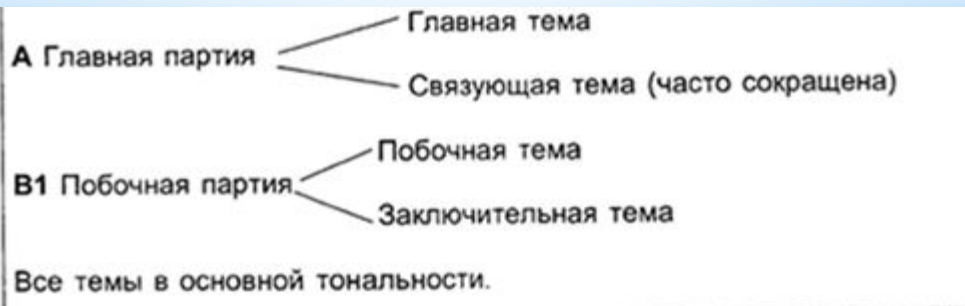 Главная тема
А Главная партия
Связующая тема (часто сокращена)
Побочная тема
В1 Побочная партия
Заключительная тема
Все темы в основной тональности.